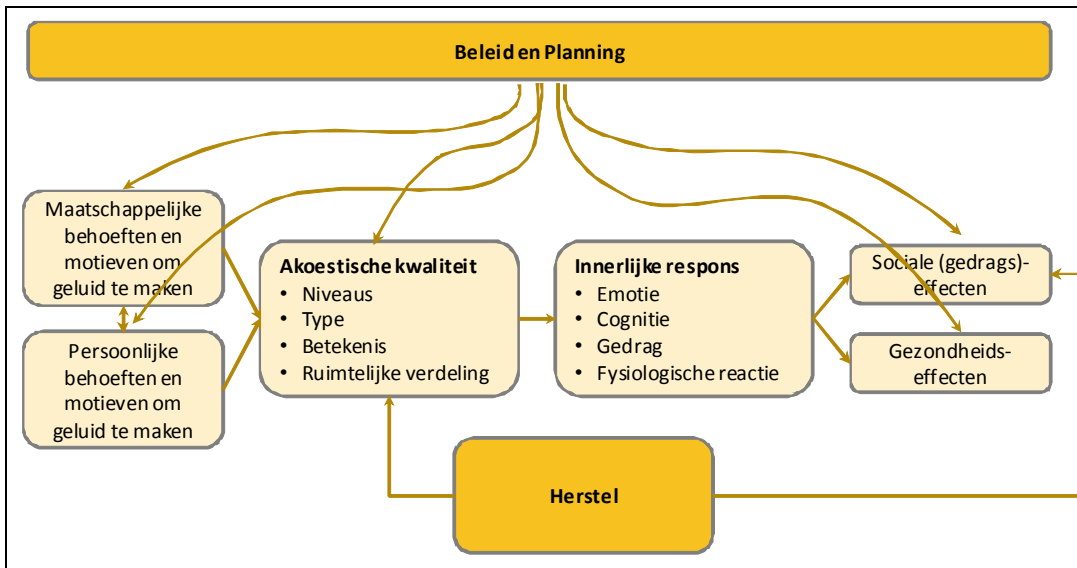 Beleid en Planning
Maatschappelijke
behoeften en
motieven om
geluid te maken
Persoonlijke
behoeften en
motieven om
geluid te maken
Akoestische kwaliteit
• Niveaus
• Type
• Betekenis
• Ruimtelijke verdeling
Innerlijke respons
• Emotie
• Cognitie
• Gedrag
• Fysiologische reactie
Sociale (gedrags)-
effecten
Gezondheids-
effecten
Herstel